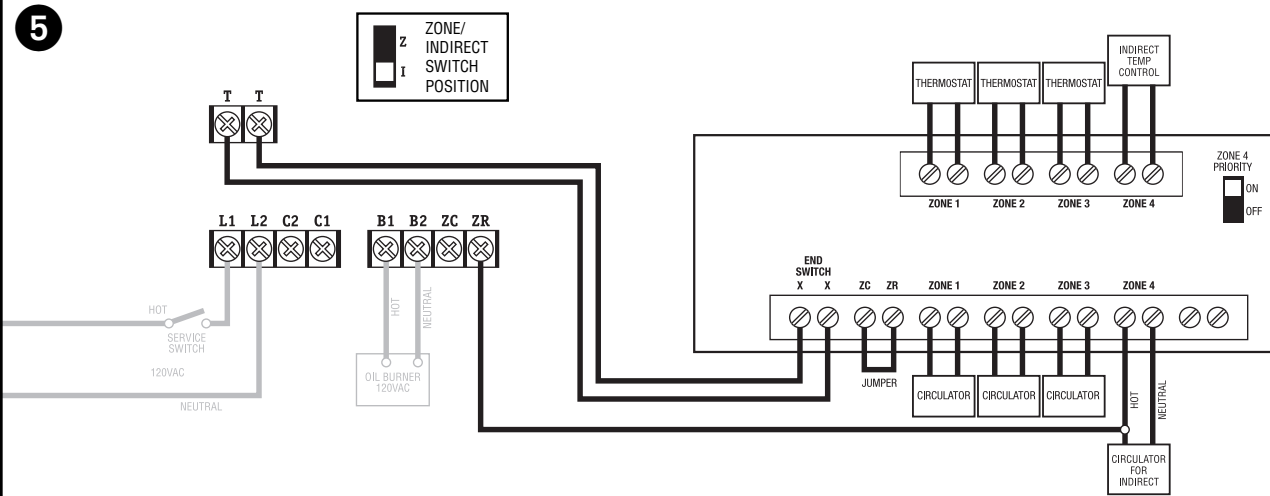 5
Z
I
ZONE/
INDIRECT
SWITCH
POSITION
T T
L1 L2 C2 C1
B1 B2 ZC ZR
HOT
SERVICE
SWITCH
120VAC
NEUTRAL
HOT
NEUTRAL
OIL BURNER
120VAC
THERMOSTAT
THERMOSTAT
THERMOSTAT
INDIRECT
TEMP
CONTROL
ZONE 1 ZONE 2 ZONE 3 ZONE 4
ZONE 4
PRIORITY
ON
OFF
END
SWITCH
X X ZC ZR ZONE 1 ZONE 2 ZONE 3 ZONE 4
JUMPER
CIRCULATOR
CIRCULATOR
CIRCULATOR
HOT
NEUTRAL
CIRCULATOR
FOR
INDIRECT